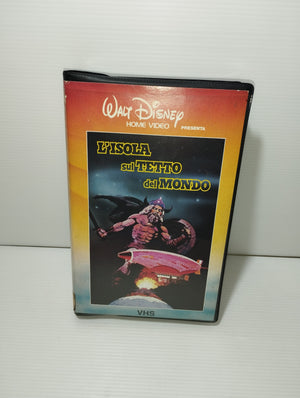 WALT DISNEY
HOME VIDEO PRESENTA
L'ISOLA
sul TETTO
del MONDO
VHS